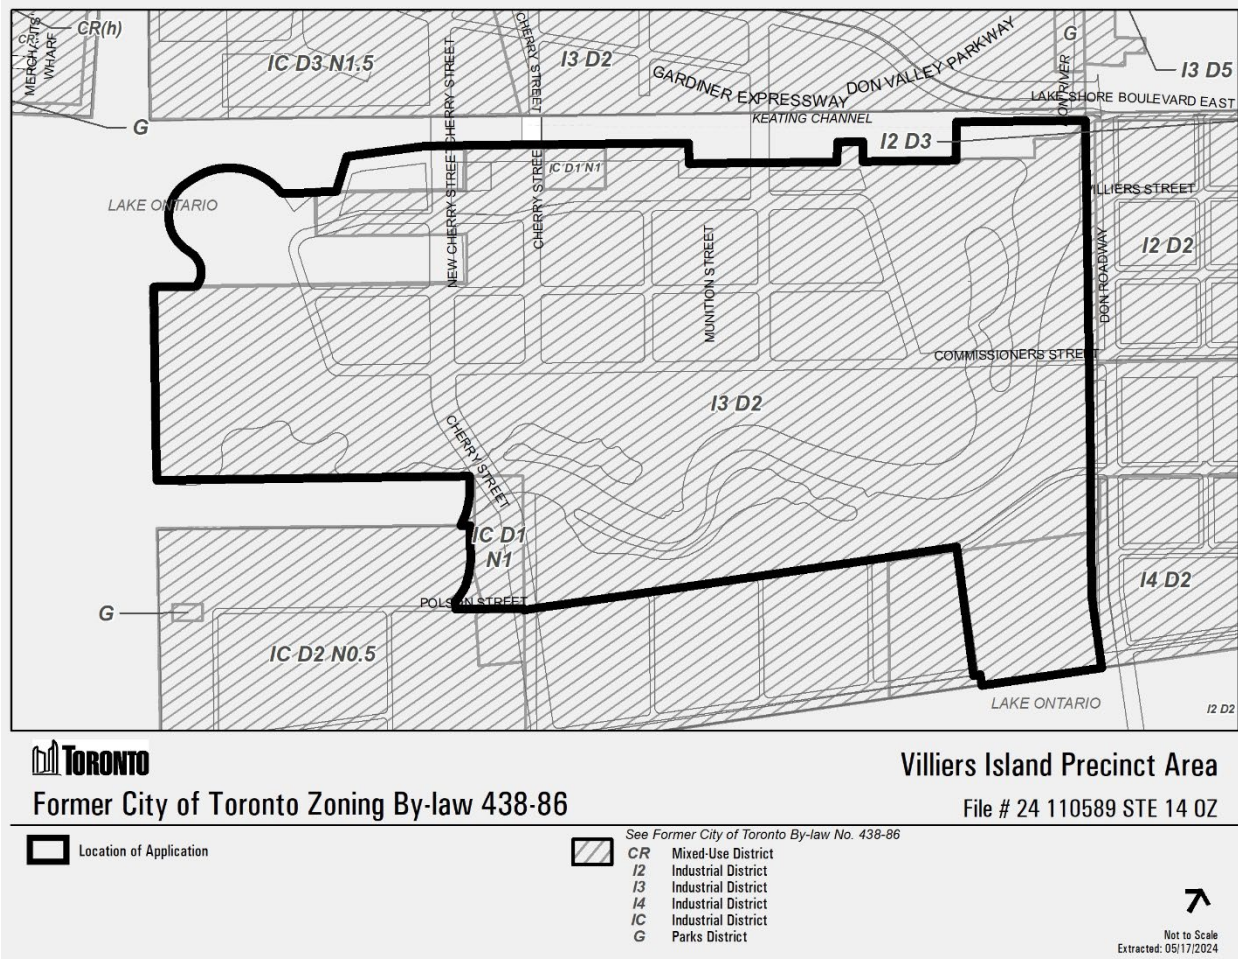 CR(h)
CR
MERCHANTS'
WHARF
IC D3 N1.5
CHERRY STREET
CHERRY STREET
I3 D2
GARDINER EXPRESSWAY
DON VALLEY PARKWAY
G
DON RIVER
I3 D5
LAKE SHORE BOULEVARD EAST
KEATING CHANNEL
G
I2 D3
IC D1 N1
LAKE ONTARIO
NEW CHERRY STREET
CHERRY STREET
VILLIERS STREET
I2 D2
MUNITION STREET
DON ROADWAY
COMMISSIONERS STREET
I3 D2
CHERRY STREET
IC D1
N1
I4 D2
POLSON STREET
G
IC D2 N0.5
LAKE ONTARIO
I2 D2
TORONTO
Villiers Island Precinct Area
Former City of Toronto Zoning By-law 438-86
File # 24 110589 STE 14 OZ
Location of Application
See Former City of Toronto By-law No. 438-86
CR Mixed-Use District
I2 Industrial District
I3 Industrial District
I4 Industrial District
IC Industrial District
G Parks District
Not to Scale
Extracted: 05/17/2024